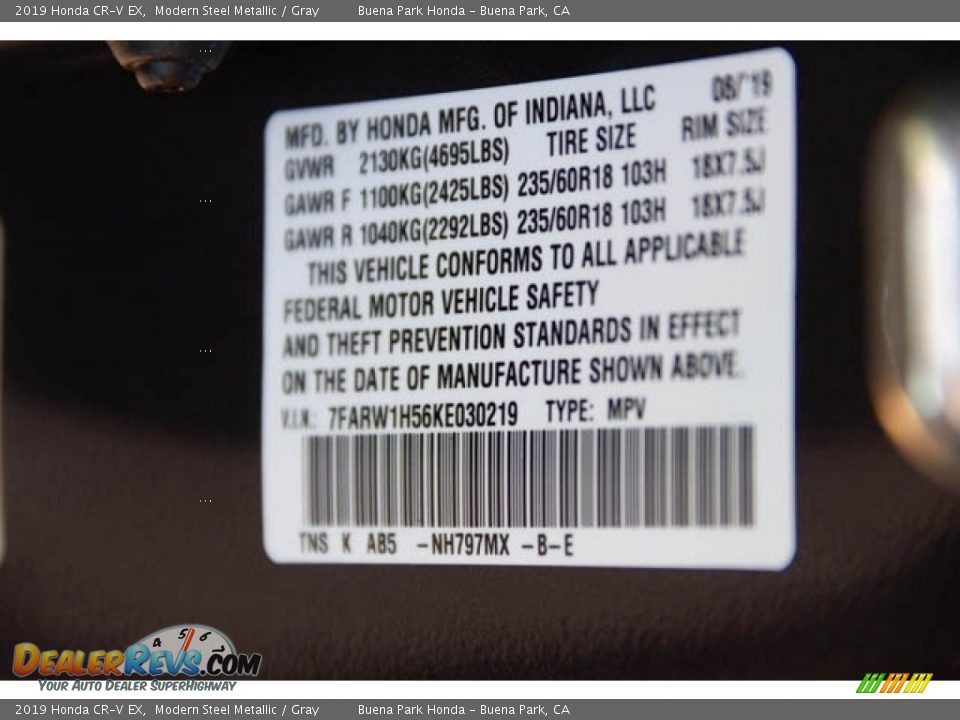 2019 Honda CR-V EX, Modern Steel Metallic / Gray Buena Park Honda - Buena Park, CA
MFD. BY HONDA MFG. OF INDIANA, LLC 08/'19
GVWR 2130KG(4695LBS) TIRE SIZE RIM SIZE
GAWR F 1100KG(2425LBS) 235/60R18 103H 18X7.5J
GAWR R 1040KG(2292LBS) 235/60R18 103H 18X7.5J
THIS VEHICLE CONFORMS TO ALL APPLICABLE
FEDERAL MOTOR VEHICLE SAFETY
AND THEFT PREVENTION STANDARDS IN EFFECT
ON THE DATE OF MANUFACTURE SHOWN ABOVE.
V.I.N.: 7FARW1H56KE030219 TYPE: MPV
TNS K AB5 -NH797MX -B-E
4 5 6
DEALERREVS.COM
YOUR AUTO DEALER SUPERHIGHWAY
2019 Honda CR-V EX, Modern Steel Metallic / Gray Buena Park Honda - Buena Park, CA